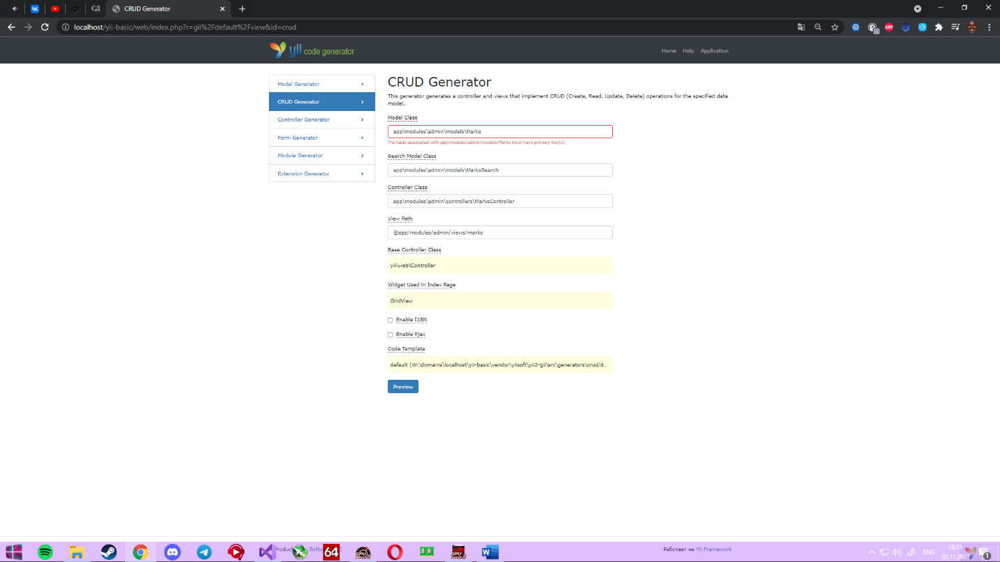 СД
CRUD Generator
localhost/yii-basic/web/index.php?r=gii%2Fdefault%2Fview&id=crud
ABP
yii code generator
Home Help Application
Model Generator
CRUD Generator
Controller Generator
Form Generator
Module Generator
Extension Generator
CRUD Generator
This generator generates a controller and views that implement CRUD (Create, Read, Update, Delete) operations for the specified data
model.
Model Class
app\modules\admin\models\Marks
The table associated with app\modules\admin\models\Marks must have primary key(s).
Search Model Class
app\modules\admin\models\MarksSearch
Controller Class
app\modules\admin\controllers\MarksController
View Path
@app/modules/admin/views/marks
Base Controller Class
yii\web\Controller
Widget Used in Index Page
GridView
Enable I18N
Enable Pjax
Code Template
default (W:\domains\localhost\yii-basic\vendor\yiisoft\yii2-gii\src\generators\crud/d...
Preview
Работает на Yii Framework
64
ENG
16:31
02.11.2021
1